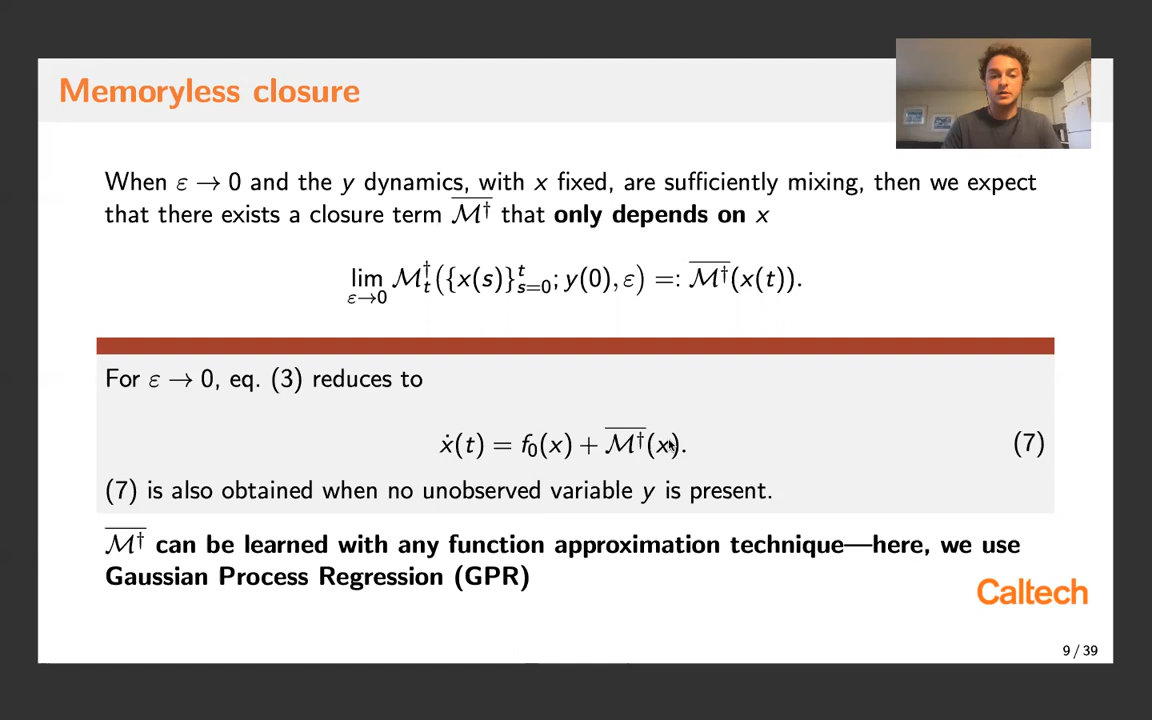 Memoryless closure
When ε → 0 and the y dynamics, with x fixed, are sufficiently mixing, then we expect
that there exists a closure term $\overline{\mathcal{M}^\dagger}$ that only depends on x
$\lim_{\varepsilon \to 0} \mathcal{M}_t^\dagger(\{x(s)\}_{s=0}^t; y(0), \varepsilon) =: \overline{\mathcal{M}^\dagger}(x(t)).$
For ε → 0, eq. (3) reduces to
$\dot{x}(t) = f_0(x) + \overline{\mathcal{M}^\dagger}(x).$ (7)
(7) is also obtained when no unobserved variable y is present.
$\overline{\mathcal{M}^\dagger}$ can be learned with any function approximation technique—here, we use
Gaussian Process Regression (GPR)
Caltech
9 / 39